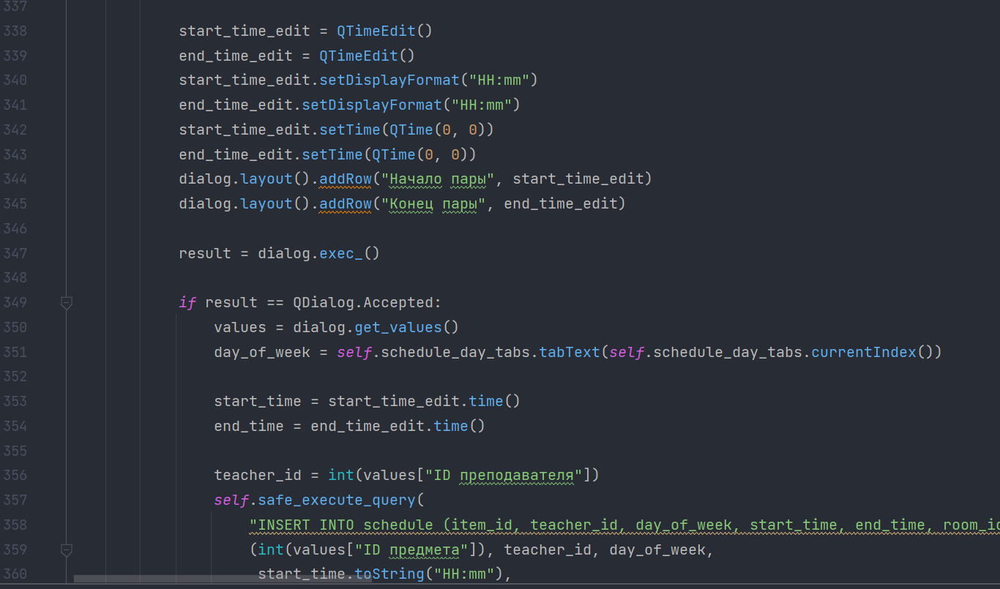 337
338 start_time_edit = QTimeEdit()
339 end_time_edit = QTimeEdit()
340 start_time_edit.setDisplayFormat("HH:mm")
341 end_time_edit.setDisplayFormat("HH:mm")
342 start_time_edit.setTime(QTime(0, 0))
343 end_time_edit.setTime(QTime(0, 0))
344 dialog.layout().addRow("Начало пары", start_time_edit)
345 dialog.layout().addRow("Конец пары", end_time_edit)
346
347 result = dialog.exec_()
348
349 if result == QDialog.Accepted:
350 values = dialog.get_values()
351 day_of_week = self.schedule_day_tabs.tabText(self.schedule_day_tabs.currentIndex())
352
353 start_time = start_time_edit.time()
354 end_time = end_time_edit.time()
355
356 teacher_id = int(values["ID преподавателя"])
357 self.safe_execute_query(
358 "INSERT INTO schedule (item_id, teacher_id, day_of_week, start_time, end_time, room_id
359 (int(values["ID предмета"]), teacher_id, day_of_week,
360 start_time.toString("HH:mm"),